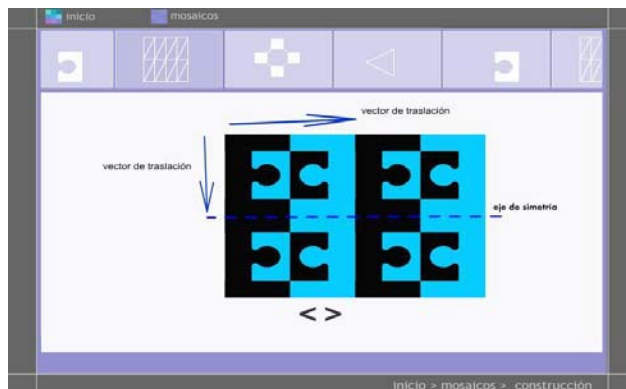 inicio
mosaicos
vector de traslación
vector de traslación
eje de simetría
< >
inicio > mosaicos > construcción